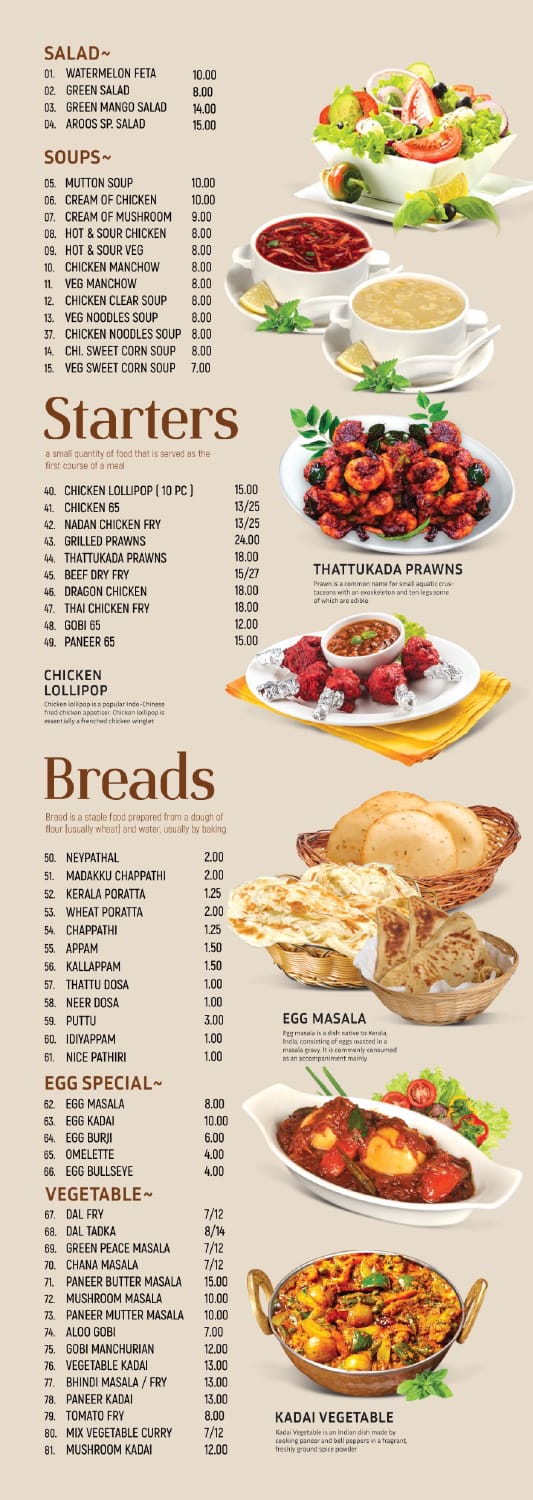 SALAD~
01. WATERMELON FETA 10.00
02. GREEN SALAD 8.00
03. GREEN MANGO SALAD 14.00
04. AROOS SP. SALAD 15.00
SOUPS~
05. MUTTON SOUP 10.00
06. CREAM OF CHICKEN 10.00
07. CREAM OF MUSHROOM 9.00
08. HOT & SOUR CHICKEN 8.00
09. HOT & SOUR VEG 8.00
10. CHICKEN MANCHOW 8.00
11. VEG MANCHOW 8.00
12. CHICKEN CLEAR SOUP 8.00
13. VEG NOODLES SOUP 8.00
37. CHICKEN NOODLES SOUP 8.00
14. CHI. SWEET CORN SOUP 8.00
15. VEG SWEET CORN SOUP 7.00
Starters
a small quantity of food that is served as the
first course of a meal
40. CHICKEN LOLLIPOP ( 10 PC ) 15.00
41. CHICKEN 65 13/25
42. NADAN CHICKEN FRY 13/25
43. GRILLED PRAWNS 24.00
44. THATTUKADA PRAWNS 18.00
45. BEEF DRY FRY 15/27
46. DRAGON CHICKEN 18.00
47. THAI CHICKEN FRY 18.00
48. GOBI 65 12.00
49. PANEER 65 15.00
THATTUKADA PRAWNS
Prawn is a common name for small aquatic crus-
taceans with an exoskeleton and ten legs some
of which are edible
CHICKEN
LOLLIPOP
Chicken lollipop is a popular Indo-Chinese
fried chicken appetiser. Chicken lollipop is
essentially a frenched chicken winglet
Breads
Bread is a staple food prepared from a dough of
flour (usually wheat) and water, usually by baking
50. NEYPATHAL 2.00
51. MADAKKU CHAPPATHI 2.00
52. KERALA PORATTA 1.25
53. WHEAT PORATTA 2.00
54. CHAPPATHI 1.25
55. APPAM 1.50
56. KALLAPPAM 1.50
57. THATTU DOSA 1.00
58. NEER DOSA 1.00
59. PUTTU 3.00
60. IDIYAPPAM 1.00
61. NICE PATHIRI 1.00
EGG MASALA
Egg masala is a dish native to Kerala,
India, consisting of eggs roasted in a
masala gravy. It is commonly consumed
as an accompaniment mainly
EGG SPECIAL~
62. EGG MASALA 8.00
63. EGG KADAI 10.00
64. EGG BURJI 6.00
65. OMELETTE 4.00
66. EGG BULLSEYE 4.00
VEGETABLE~
67. DAL FRY 7/12
68. DAL TADKA 8/14
69. GREEN PEACE MASALA 7/12
70. CHANA MASALA 7/12
71. PANEER BUTTER MASALA 15.00
72. MUSHROOM MASALA 10.00
73. PANEER MUTTER MASALA 10.00
74. ALOO GOBI 7.00
75. GOBI MANCHURIAN 12.00
76. VEGETABLE KADAI 13.00
77. BHINDI MASALA / FRY 13.00
78. PANEER KADAI 13.00
79. TOMATO FRY 8.00
80. MIX VEGETABLE CURRY 7/12
81. MUSHROOM KADAI 12.00
KADAI VEGETABLE
Kadai Vegetable is an Indian dish made by
cooking paneer and bell peppers in a fragrant,
freshly ground spice powder